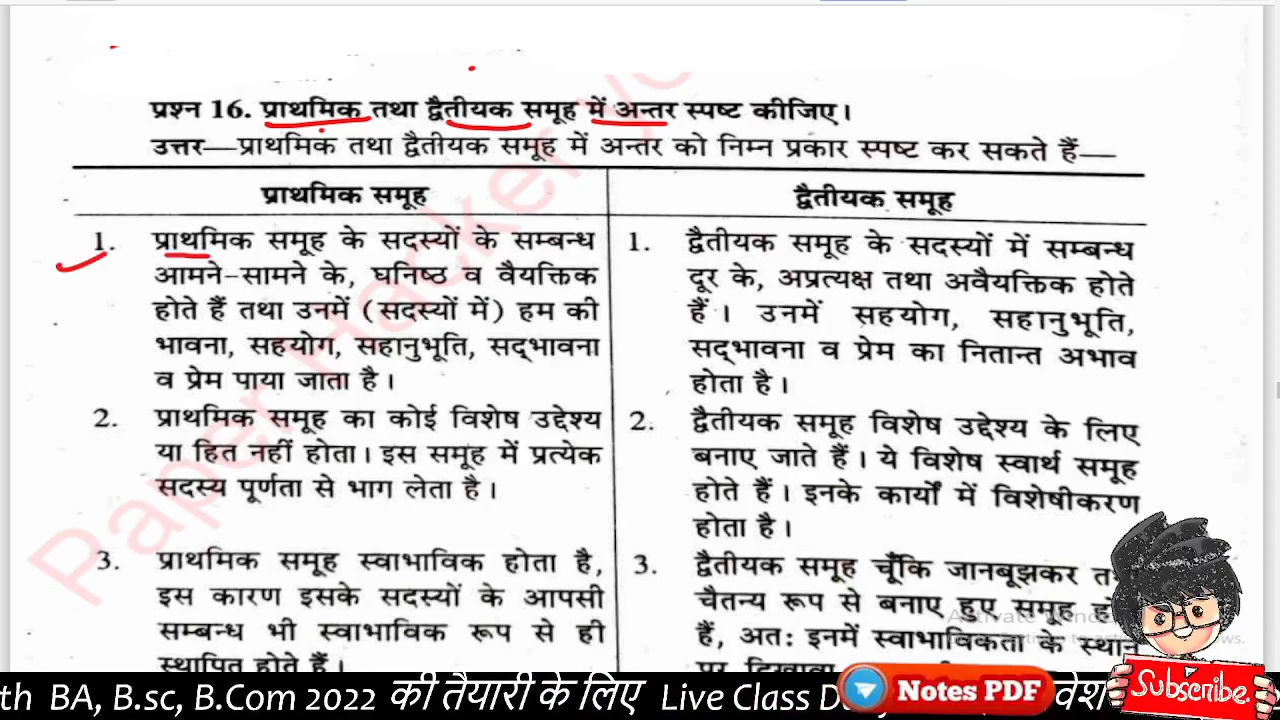 प्रश्न 16. प्राथमिक तथा द्वैतीयक समूह में अन्तर स्पष्ट कीजिए।
उत्तर—प्राथमिक तथा द्वैतीयक समूह में अन्तर को निम्न प्रकार स्पष्ट कर सकते हैं—
प्राथमिक समूह
1. प्राथमिक समूह के सदस्यों के सम्बन्ध
आमने-सामने के, घनिष्ठ व वैयक्तिक
होते हैं तथा उनमें (सदस्यों में) हम की
भावना, सहयोग, सहानुभूति, सद्भावना
व प्रेम पाया जाता है।
2. प्राथमिक समूह का कोई विशेष उद्देश्य
या हित नहीं होता। इस समूह में प्रत्येक
सदस्य पूर्णता से भाग लेता है।
3. प्राथमिक समूह स्वाभाविक होता है,
इस कारण इसके सदस्यों के आपसी
सम्बन्ध भी स्वाभाविक रूप से ही
स्थापित होते हैं।
द्वैतीयक समूह
1. द्वैतीयक समूह के सदस्यों में सम्बन्ध
दूर के, अप्रत्यक्ष तथा अवैयक्तिक होते
हैं। उनमें सहयोग, सहानुभूति,
सद्भावना व प्रेम का नितान्त अभाव
होता है।
2. द्वैतीयक समूह विशेष उद्देश्य के लिए
बनाए जाते हैं। ये विशेष स्वार्थ समूह
होते हैं। इनके कार्यों में विशेषीकरण
होता है।
3. द्वैतीयक समूह चूँकि जानबूझकर
चैतन्य रूप से बनाए हुए समूह
हैं, अतः इनमें स्वाभाविकता के स्थान
पर
Paper Hacker
th BA, B.sc, B.Com 2022 की तैयारी के लिए Live Class
Notes PDF
Subscribe.